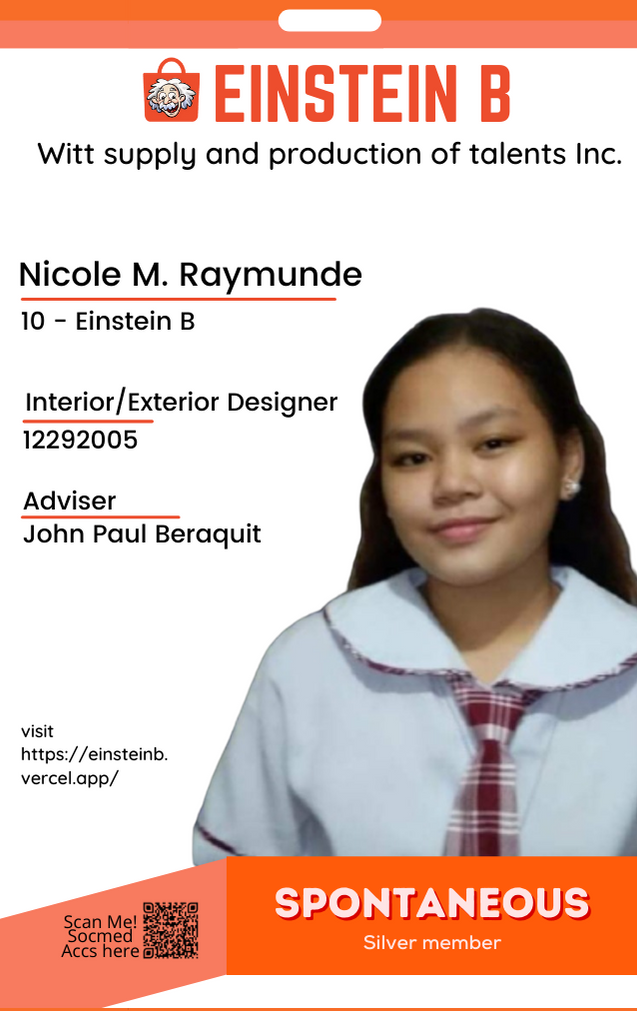 EINSTEIN B
Witt supply and production of talents Inc.
Nicole M. Raymunde
10 - Einstein B
Interior/Exterior Designer
12292005
Adviser
John Paul Beraquit
visit
https://einsteinb.
vercel.app/
SPONTANEOUS
Silver member
Scan Me!
Socmed
Accs here